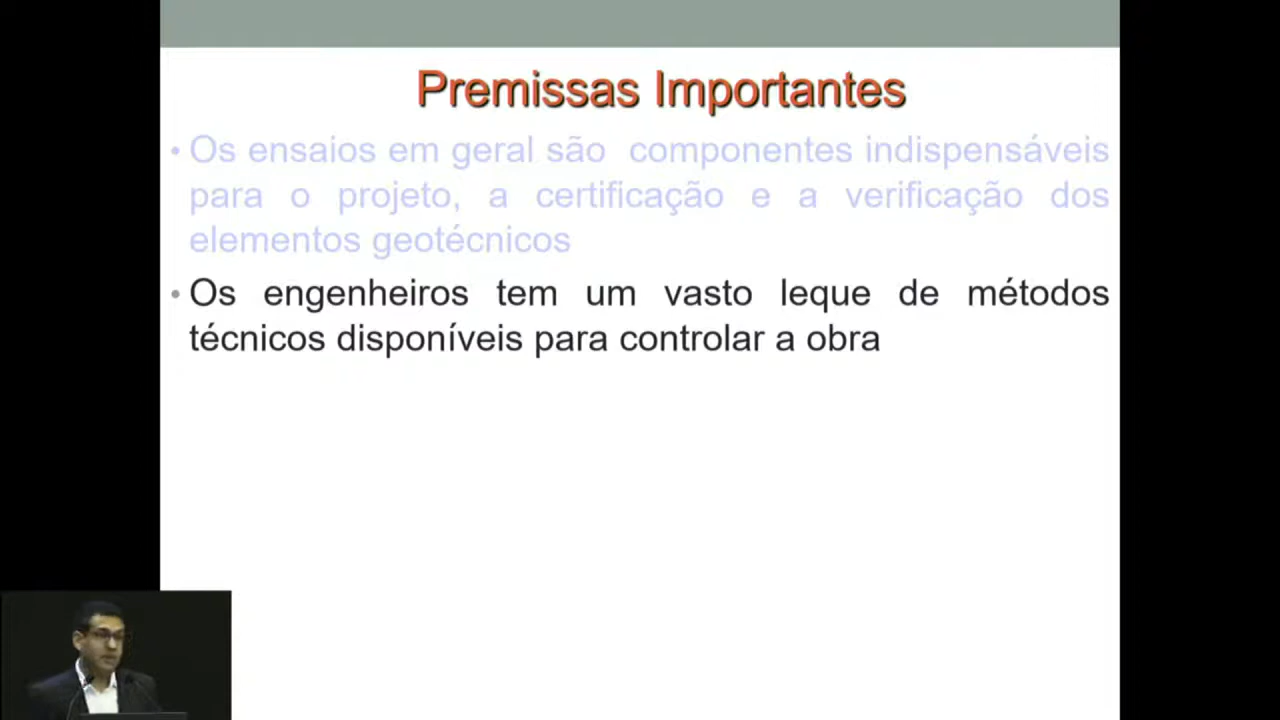 Premissas Importantes
• Os ensaios em geral são componentes indispensáveis
para o projeto, a certificação e a verificação dos
elementos geotécnicos
• Os engenheiros tem um vasto leque de métodos
técnicos disponíveis para controlar a obra